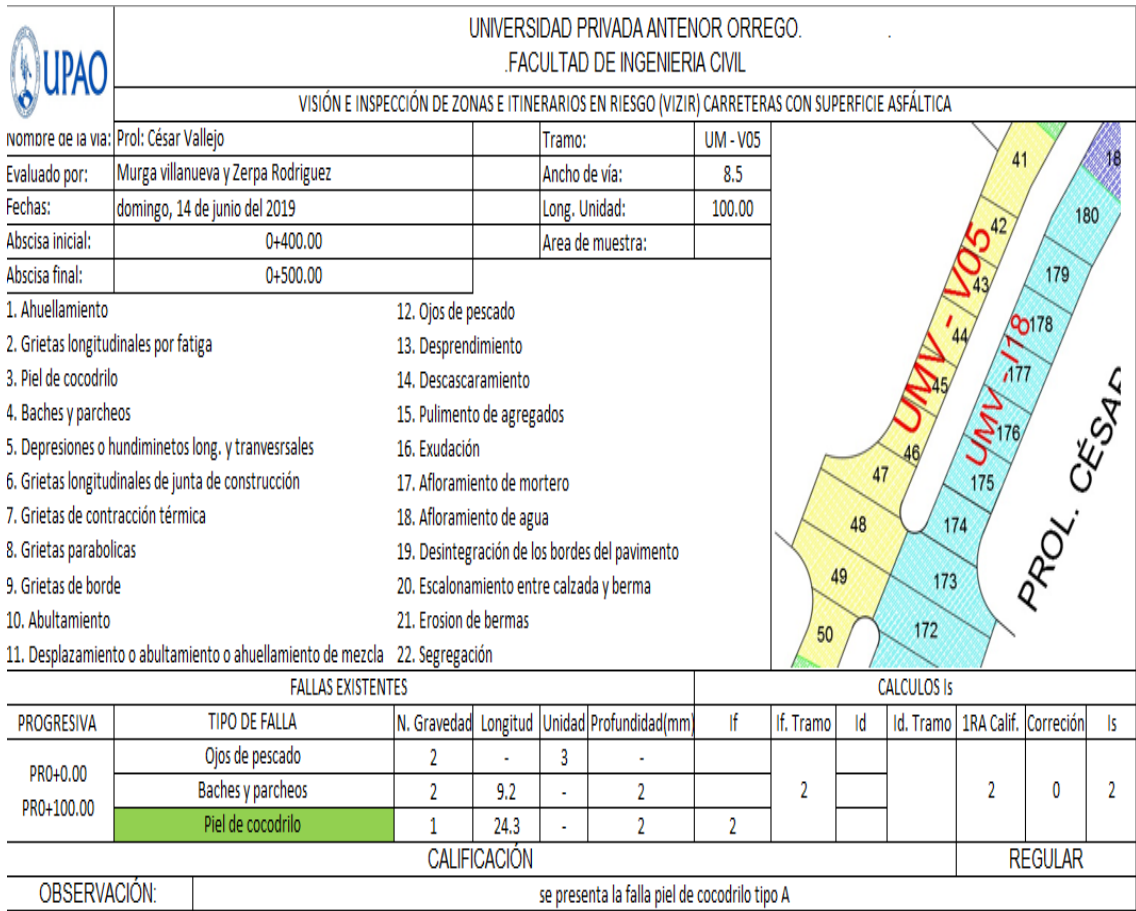 UPAO
UNIVERSIDAD PRIVADA ANTENOR ORREGO. .
.FACULTAD DE INGENIERIA CIVIL
VISIÓN E INSPECCIÓN DE ZONAS E ITINERARIOS EN RIESGO (VIZIR) CARRETERAS CON SUPERFICIE ASFÁLTICA
Nombre de la vía: Prol: César Vallejo Tramo: UM - V05
Evaluado por: Murga villanueva y Zerpa Rodriguez Ancho de vía: 8.5
Fechas: domingo, 14 de junio del 2019 Long. Unidad: 100.00
Abscisa inicial: 0+400.00 Area de muestra:
Abscisa final: 0+500.00
1. Ahuellamiento
2. Grietas longitudinales por fatiga
3. Piel de cocodrilo
4. Baches y parcheos
5. Depresiones o hundiminetos long. y tranvesrsales
6. Grietas longitudinales de junta de construcción
7. Grietas de contracción térmica
8. Grietas parabolicas
9. Grietas de borde
10. Abultamiento
11. Desplazamiento o abultamiento o ahuellamiento de mezcla
12. Ojos de pescado
13. Desprendimiento
14. Descascaramiento
15. Pulimento de agregados
16. Exudación
17. Afloramiento de mortero
18. Afloramiento de agua
19. Desintegración de los bordes del pavimento
20. Escalonamiento entre calzada y berma
21. Erosion de bermas
22. Segregación
41
42
43
44
45
46
47
48
49
50
UMV - V05
18
180
179
178
177
176
175
174
173
172
UMV -I18
PROL. CÉSAR
FALLAS EXISTENTES CALCULOS Is
PROGRESIVA TIPO DE FALLA N. Gravedad Longitud Unidad Profundidad(mm) If If. Tramo Id Id. Tramo 1RA Calif. Correción Is
PR0+0.00
PR0+100.00
Ojos de pescado 2 - 3 -
Baches y parcheos 2 9.2 - 2 2 2 0 2
Piel de cocodrilo 1 24.3 - 2 2
CALIFICACIÓN REGULAR
OBSERVACIÓN: se presenta la falla piel de cocodrilo tipo A